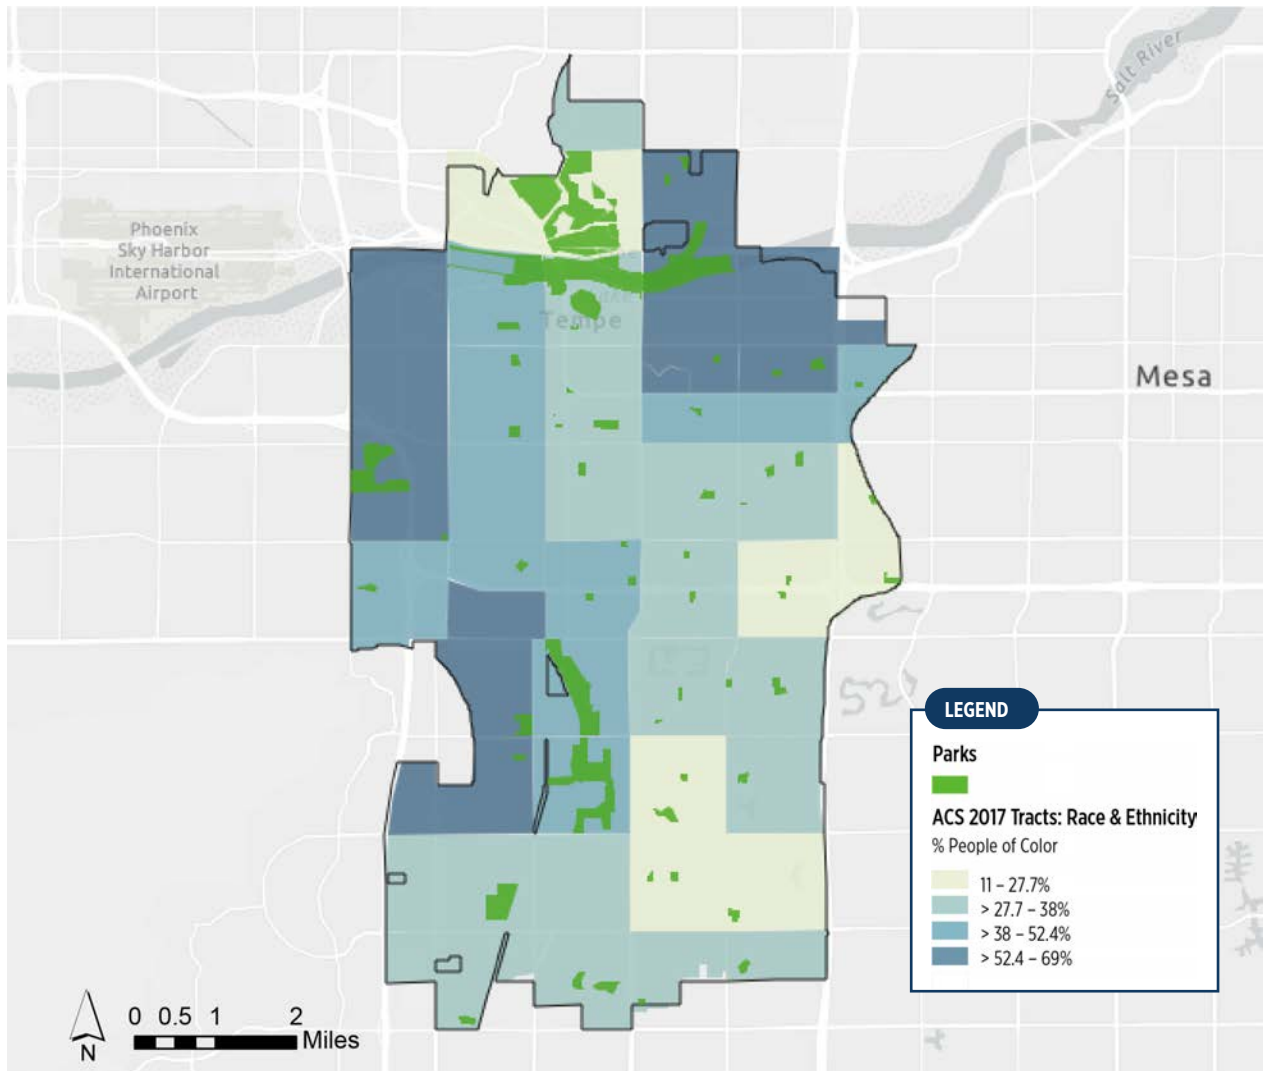 Salt River
Phoenix
Sky Harbor
International
Airport
Tempe
Mesa
LEGEND
Parks
ACS 2017 Tracts: Race & Ethnicity
% People of Color
11 – 27.7%
> 27.7 – 38%
> 38 – 52.4%
> 52.4 – 69%
0 0.5 1 2
Miles
N